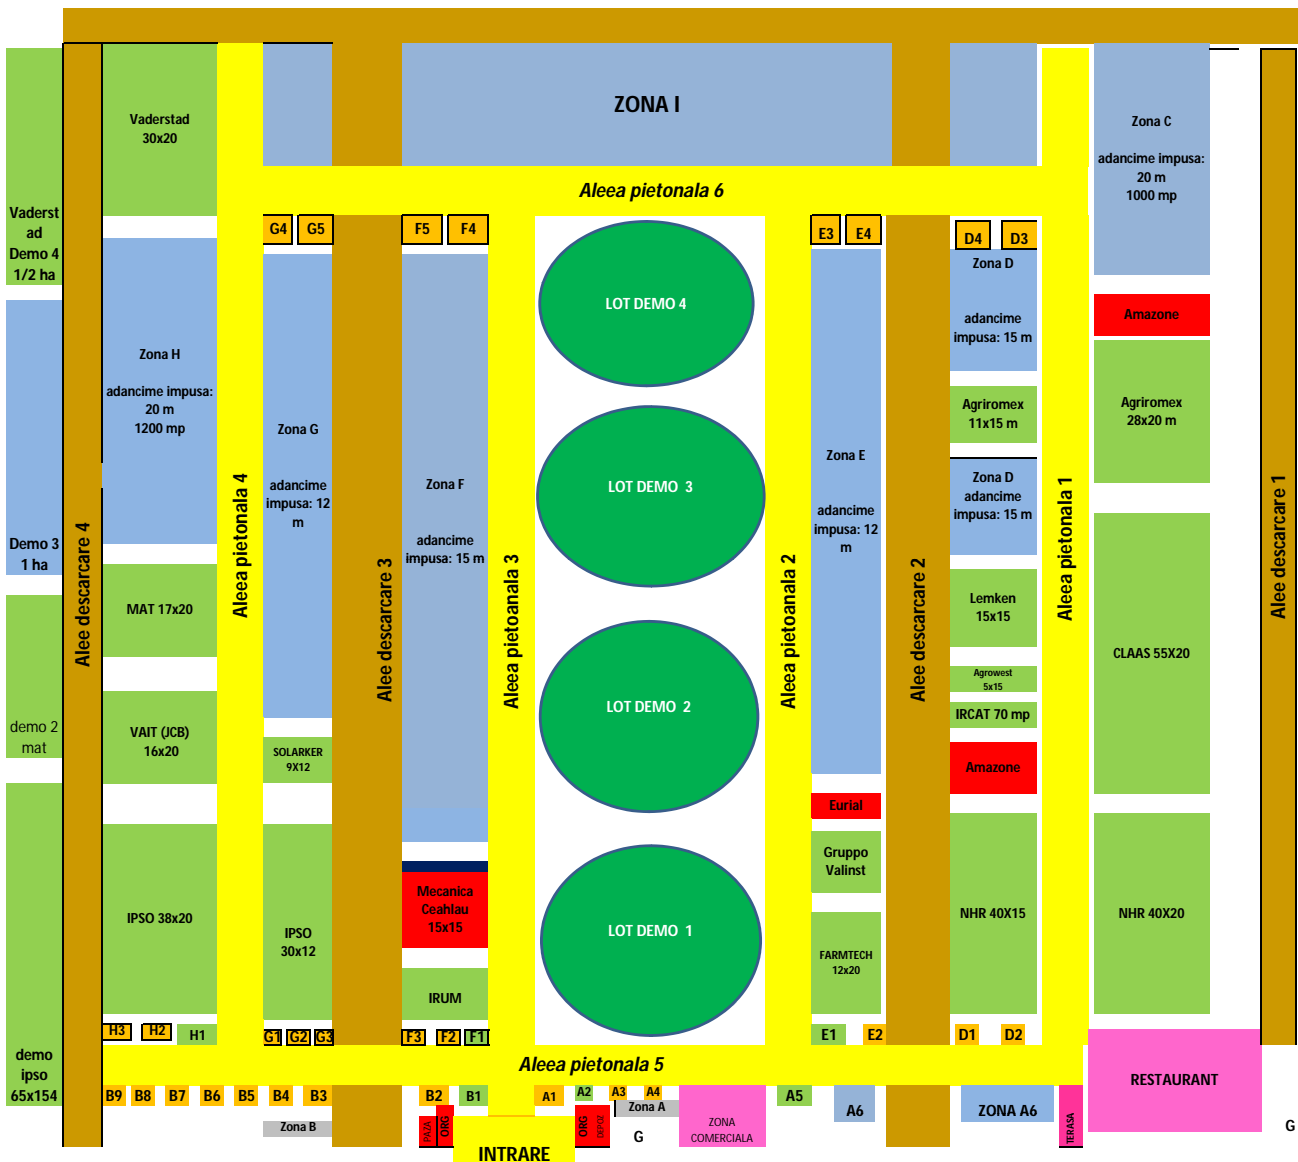 ZONA I
Vaderstad
30x20
Zona C
adancime impusa:
20 m
1000 mp
Aleea pietonala 6
Vaderst
ad
Demo 4
1/2 ha
G4
G5
F5
F4
E3
E4
D4
D3
Zona D
adancime
impusa: 15 m
LOT DEMO 4
Amazone
Zona H
adancime impusa:
20 m
1200 mp
Agriromex
11x15 m
Agriromex
28x20 m
Zona G
adancime
impusa: 12
m
Zona F
adancime
impusa: 15 m
LOT DEMO 3
Zona E
adancime
impusa: 12
m
Zona D
adancime
impusa: 15 m
Demo 3
1 ha
Alee descarcare 4
Aleea pietonala 4
Alee descarcare 3
Aleea pietoanala 3
Aleea pietoanala 2
Alee descarcare 2
Aleea pietonala 1
Alee descarcare 1
MAT 17x20
Lemken
15x15
CLAAS 55X20
Agrowest
5x15
IRCAT 70 mp
demo 2
mat
VAIT (JCB)
16x20
SOLARKER
9X12
LOT DEMO 2
Amazone
Eurial
Gruppo
Valinst
Mecanica
Ceahlau
15x15
IPSO 38x20
IPSO
30x12
LOT DEMO 1
NHR 40X15
NHR 40X20
FARMTECH
12x20
IRUM
H3
H2
H1
G1
G2
G3
F3
F2
F1
E1
E2
D1
D2
demo
ipso
65x154
Aleea pietonala 5
RESTAURANT
B9
B8
B7
B6
B5
B4
B3
B2
B1
A1
A2
A3
A4
A5
A6
ZONA A6
Zona A
Zona B
PAZA
ORG
ORG
DEPOZ
G
ZONA
COMERCIALA
TERASA
G
INTRARE